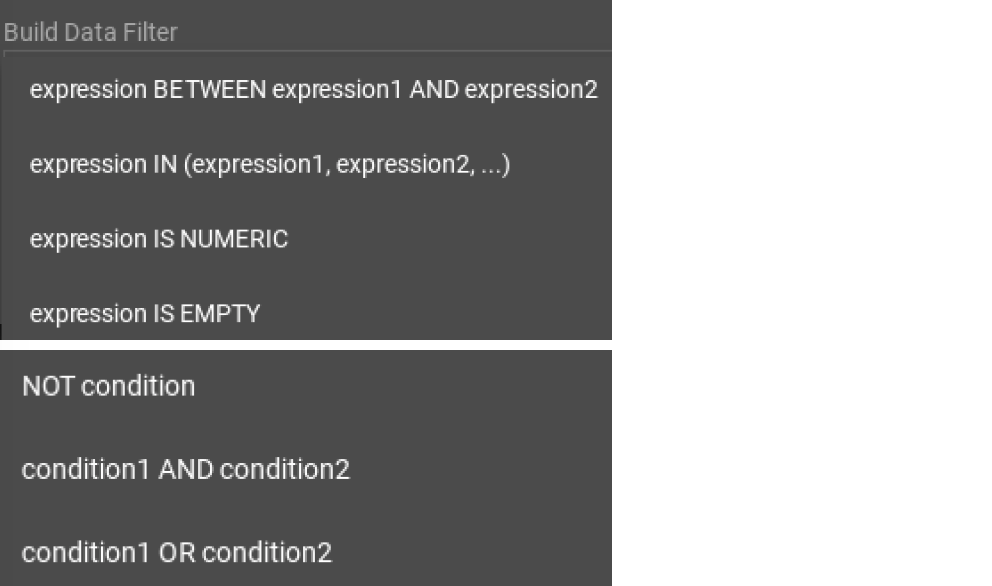 Build Data Filter
expression BETWEEN expression1 AND expression2
expression IN (expression1, expression2, ...)
expression IS NUMERIC
expression IS EMPTY
NOT condition
condition1 AND condition2
condition1 OR condition2